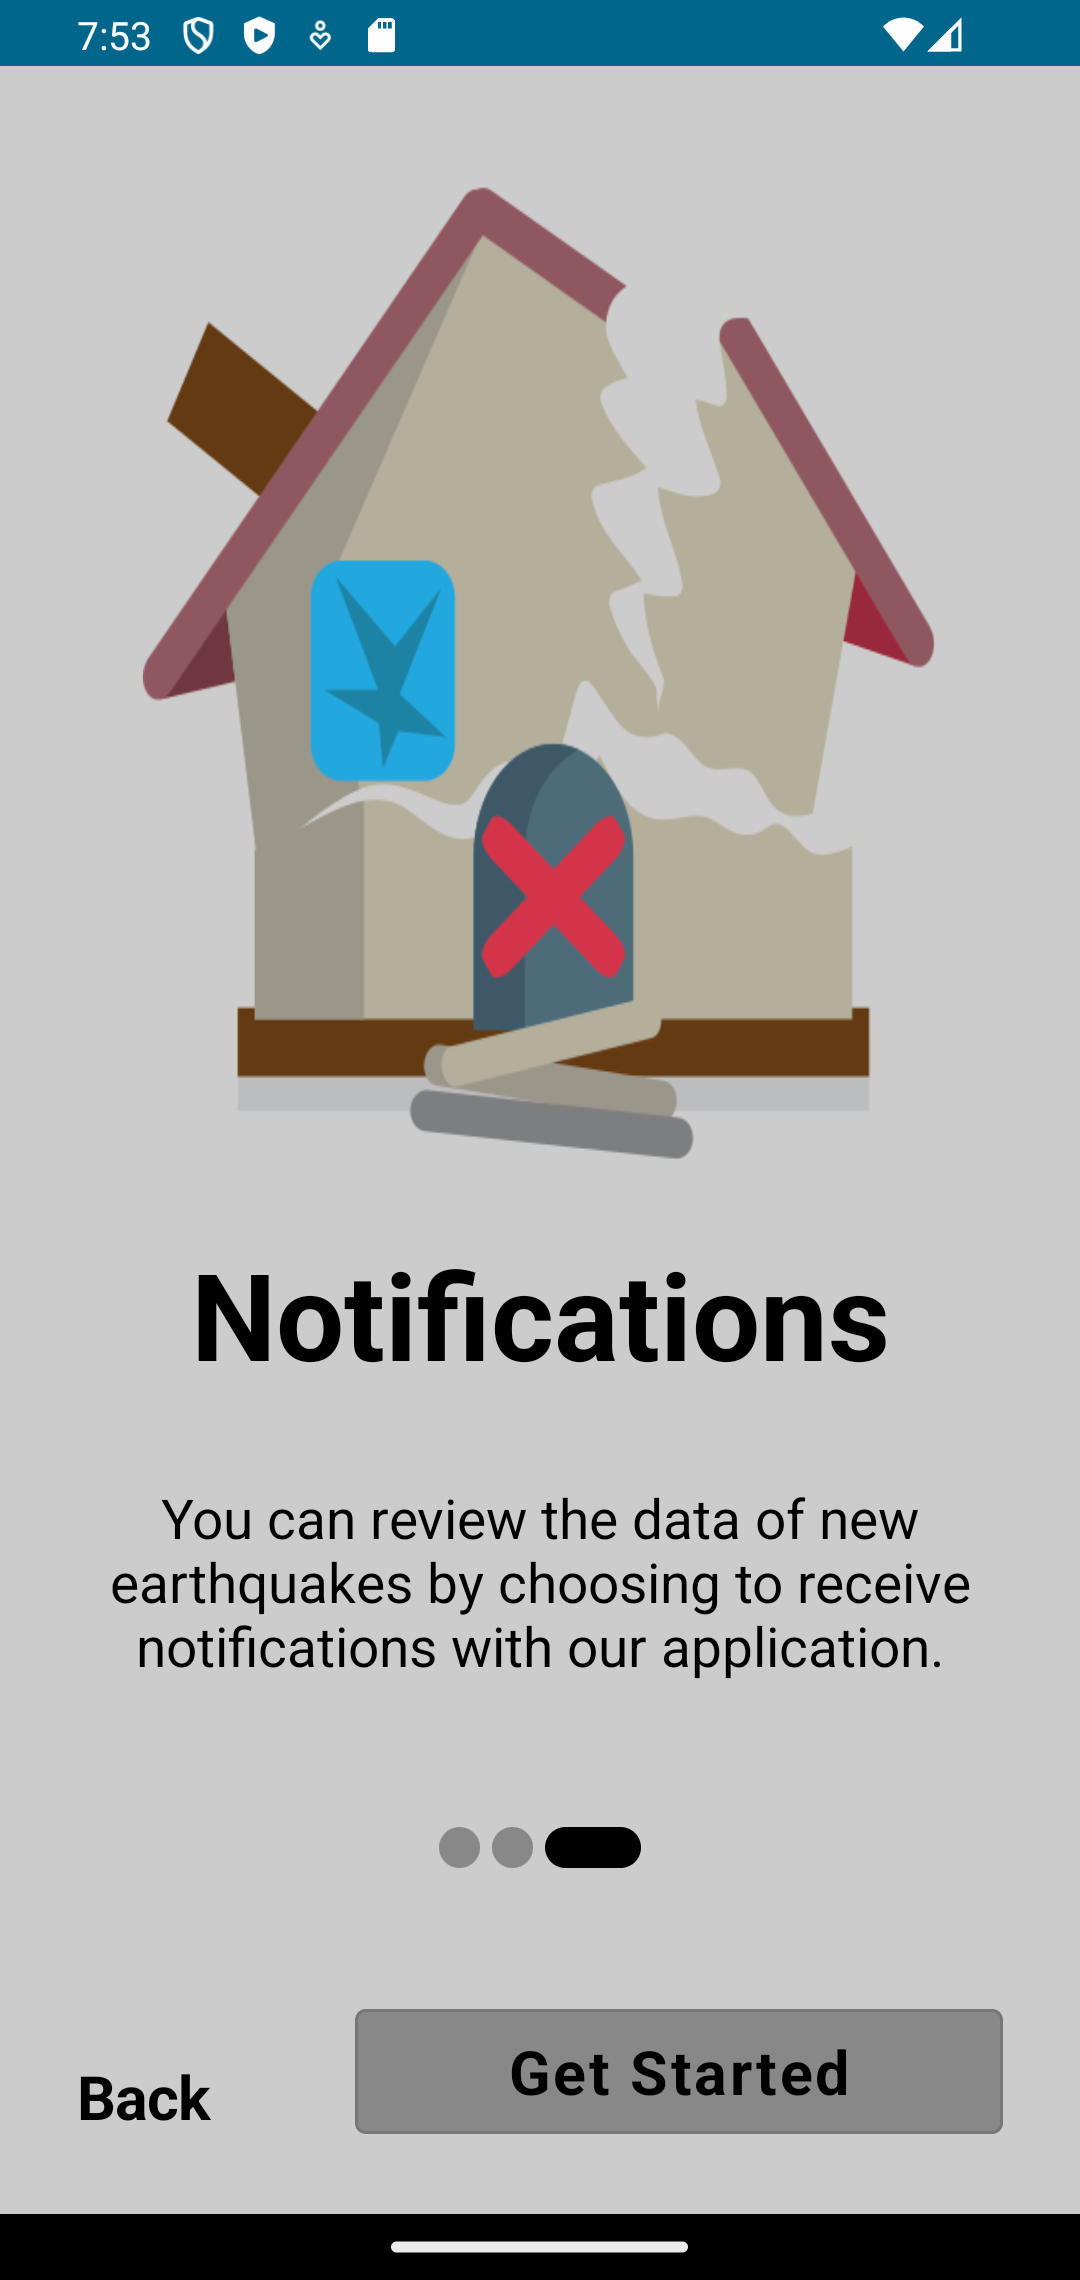 7:53
Notifications
You can review the data of new
earthquakes by choosing to receive
notifications with our application.
Back
Get Started